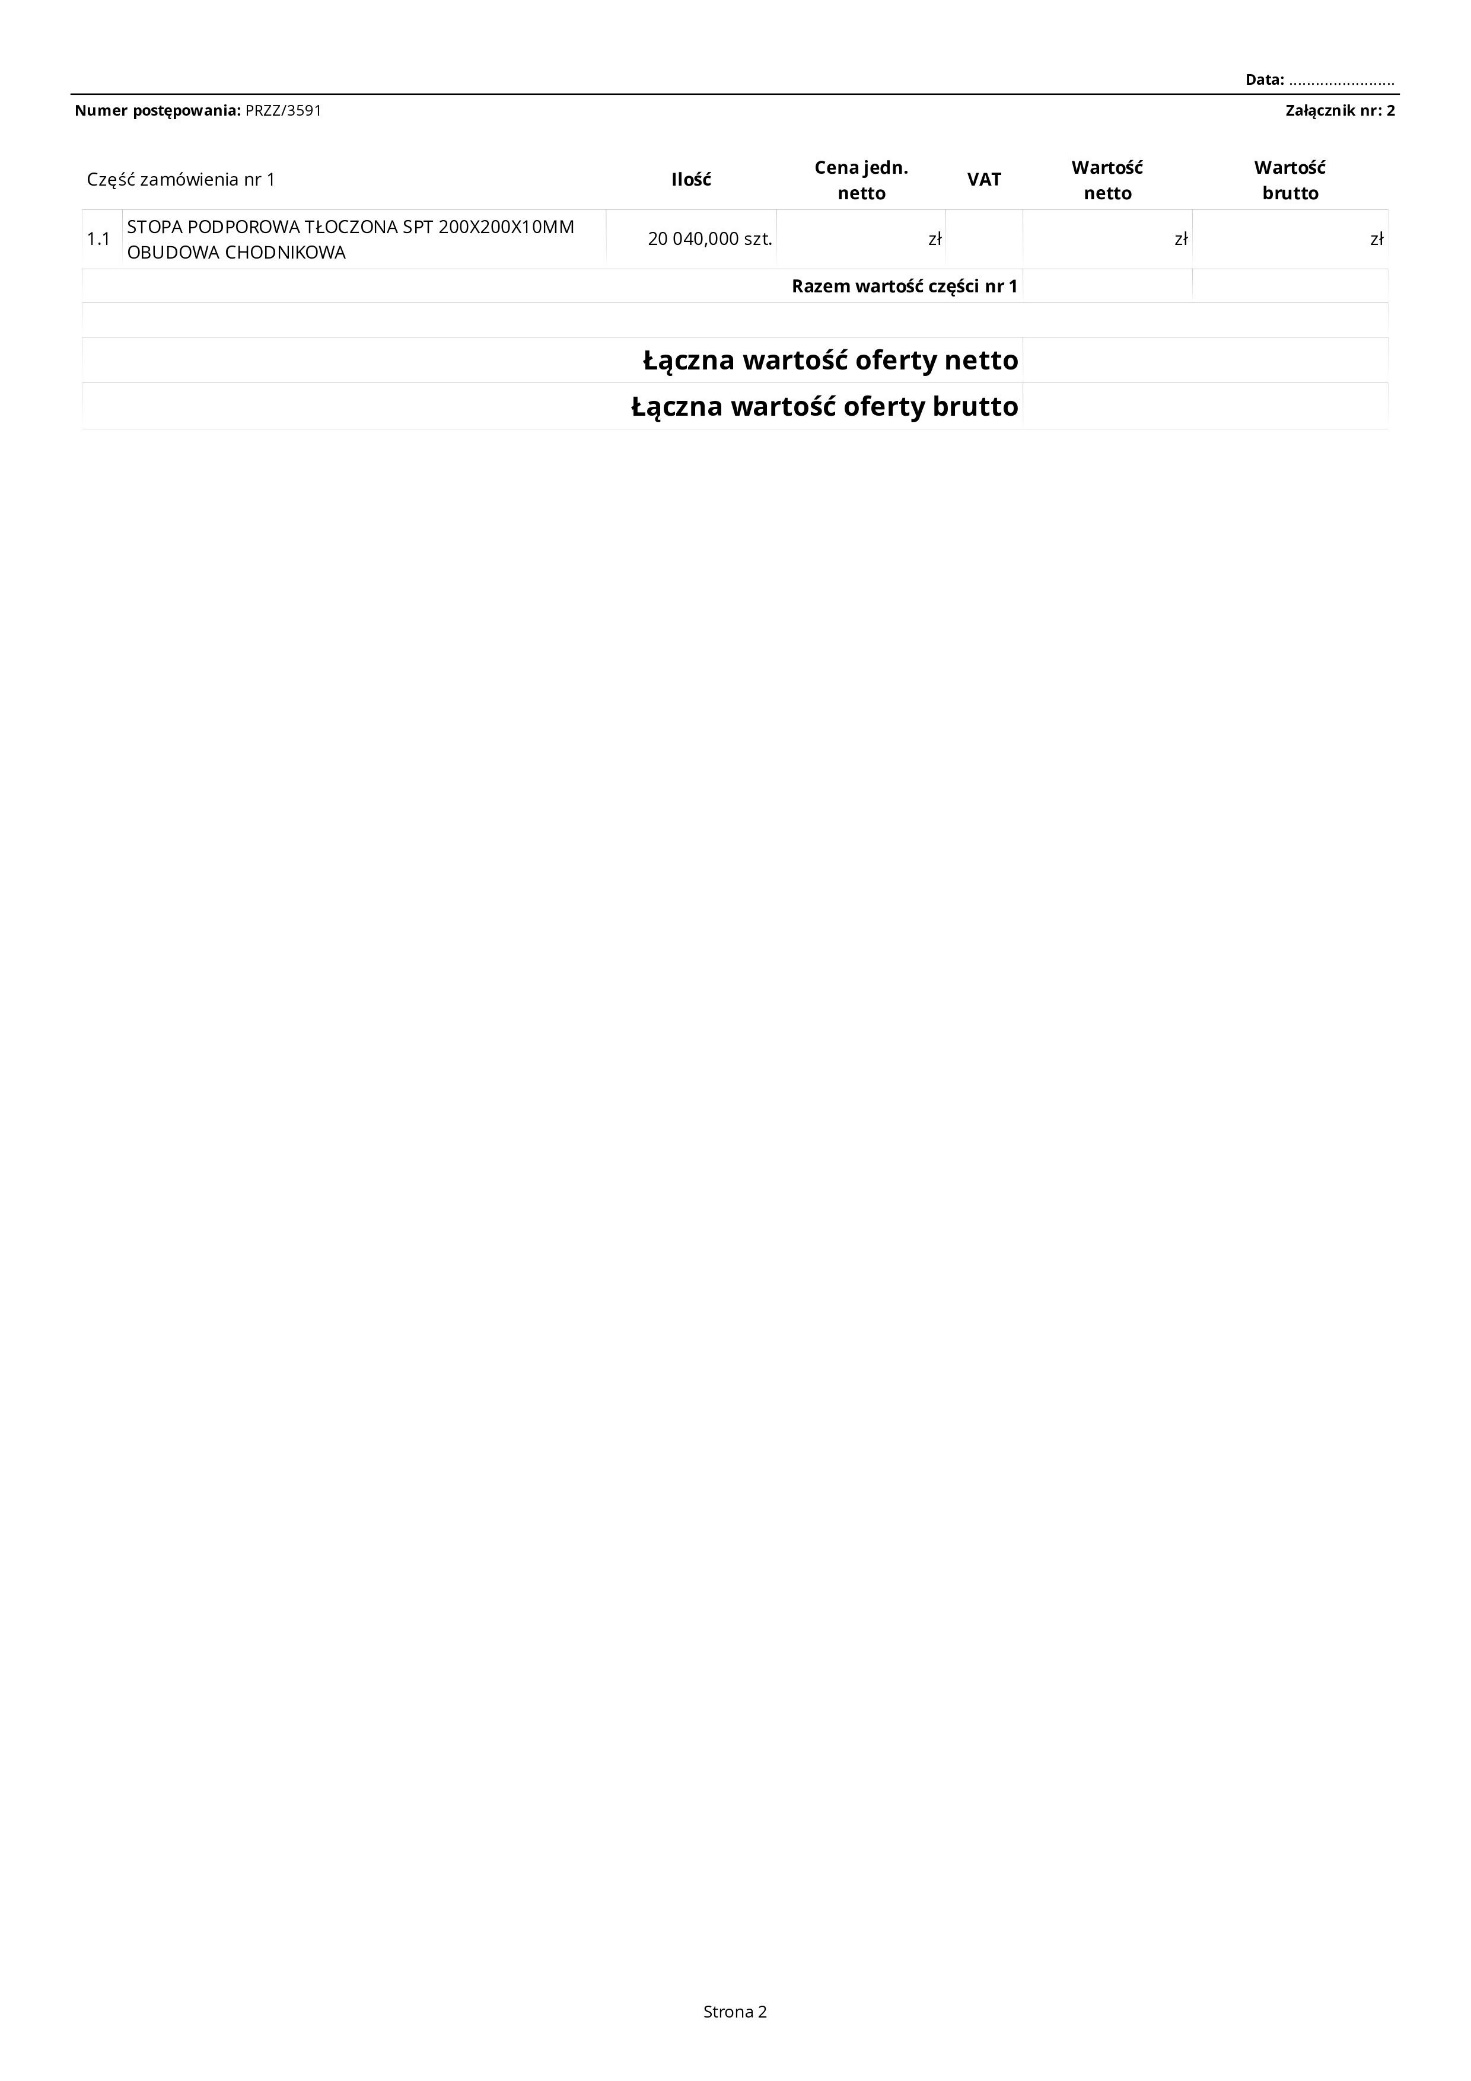 Data: ........................
Numer postępowania: PRZZ/3591 Załącznik nr: 2
Część zamówienia nr 1 Ilość Cena jedn. netto VAT Wartość netto Wartość brutto
1.1 STOPA PODPOROWA TŁOCZONA SPT 200X200X10MM
OBUDOWA CHODNIKOWA 20 040,000 szt. zł zł zł
Razem wartość części nr 1
Łączna wartość oferty netto
Łączna wartość oferty brutto
Strona 2